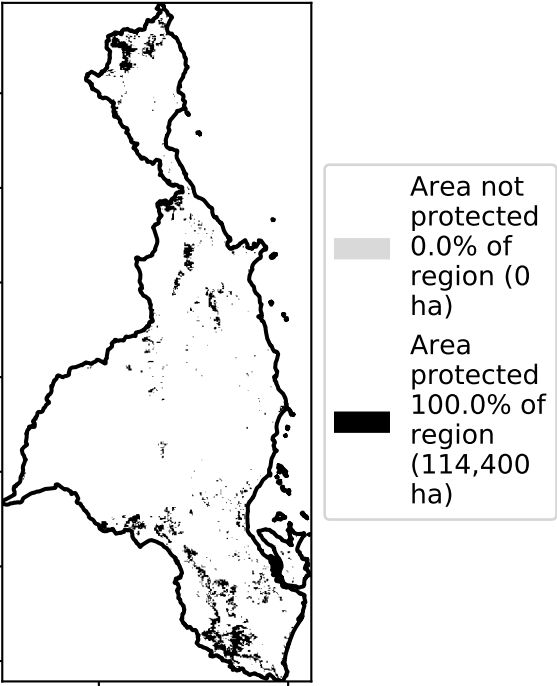 Area not
protected
0.0% of
region (0
ha)
Area
protected
100.0% of
region
(114,400
ha)